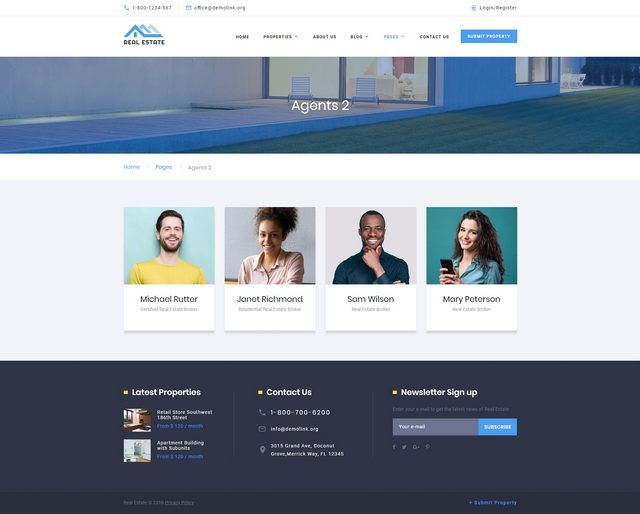 1-800-1234-567
office@demolink.org
Login/Register
REAL ESTATE
HOME
PROPERTIES
ABOUT US
BLOG
PAGES
CONTACT US
SUBMIT PROPERTY
Agents 2
Home
Pages
Agents 2
Michael Rutter
Certified Real Estate Broker
Janet Richmond
Residential Real Estate Broker
Sam Wilson
Real Estate Broker
Mary Peterson
Real Estate Broker
Latest Properties
Retail Store Southwest
186th Street
From $ 120 / month
Apartment Building
with Subunits
From $ 120 / month
Contact Us
1-800-700-6200
info@demolink.org
3015 Grand Ave, Coconut
Grove,Merrick Way, FL 12345
Newsletter Sign up
Enter your e-mail to get the latest news of Real Estate
Your e-mail
SUBSCRIBE
Real Estate © 2018 Privacy Policy
+ Submit Property